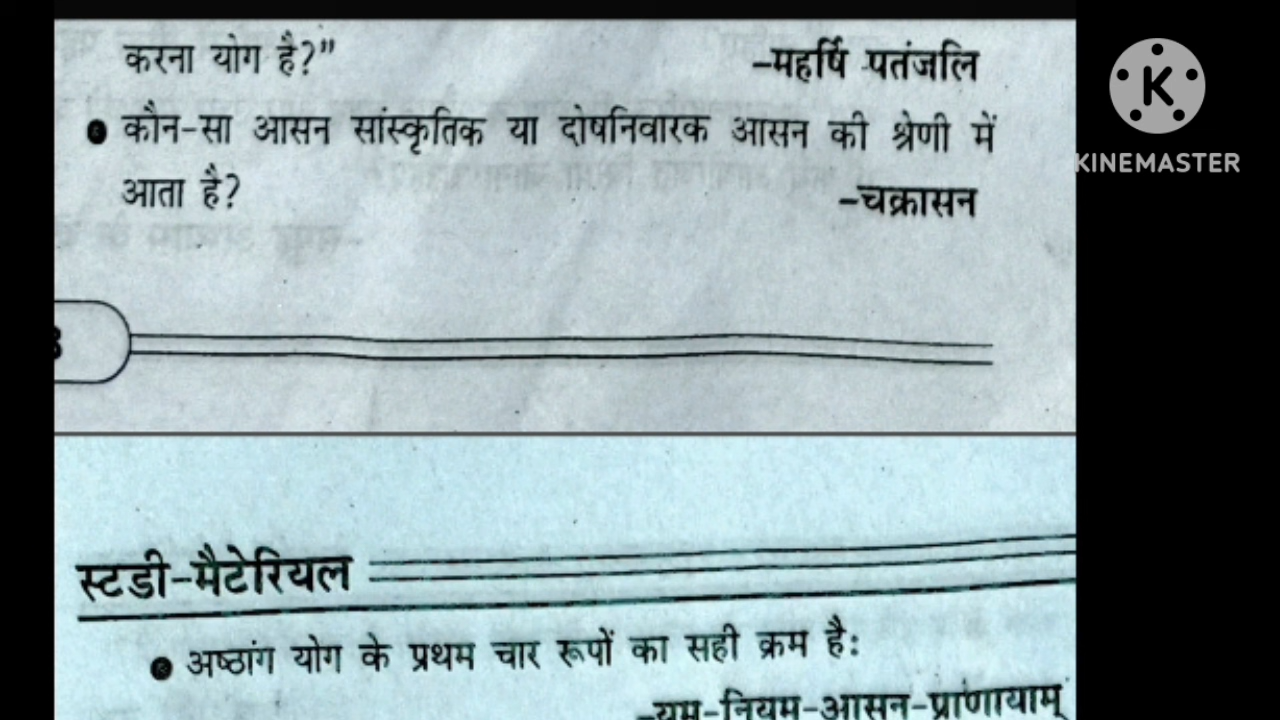 करना योग है?” –महर्षि पतंजलि
● कौन-सा आसन सांस्कृतिक या दोषनिवारक आसन की श्रेणी में
आता है? –चक्रासन
स्टडी-मैटेरियल
● अष्ठांग योग के प्रथम चार रूपों का सही क्रम है:
–यम-नियम-आसन-प्राणायाम्
K
KINEMASTER